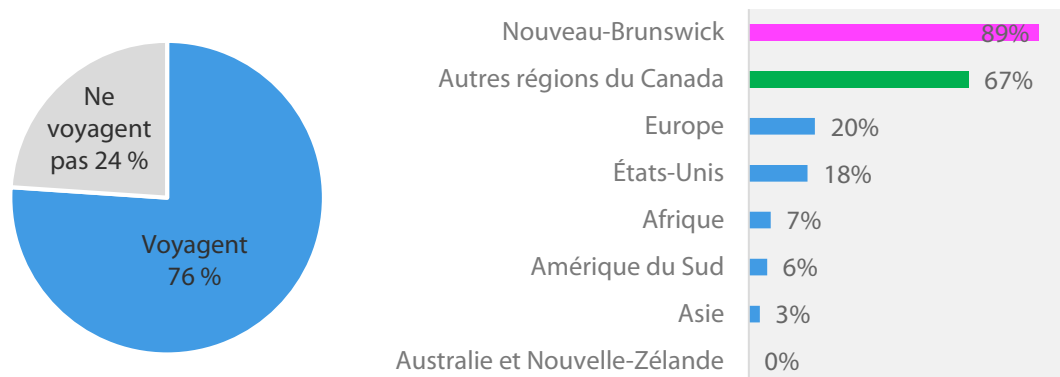 Ne
voyagent
pas 24 %
Voyagent
76 %
Nouveau-Brunswick 89%
Autres régions du Canada 67%
Europe 20%
États-Unis 18%
Afrique 7%
Amérique du Sud 6%
Asie 3%
Australie et Nouvelle-Zélande 0%